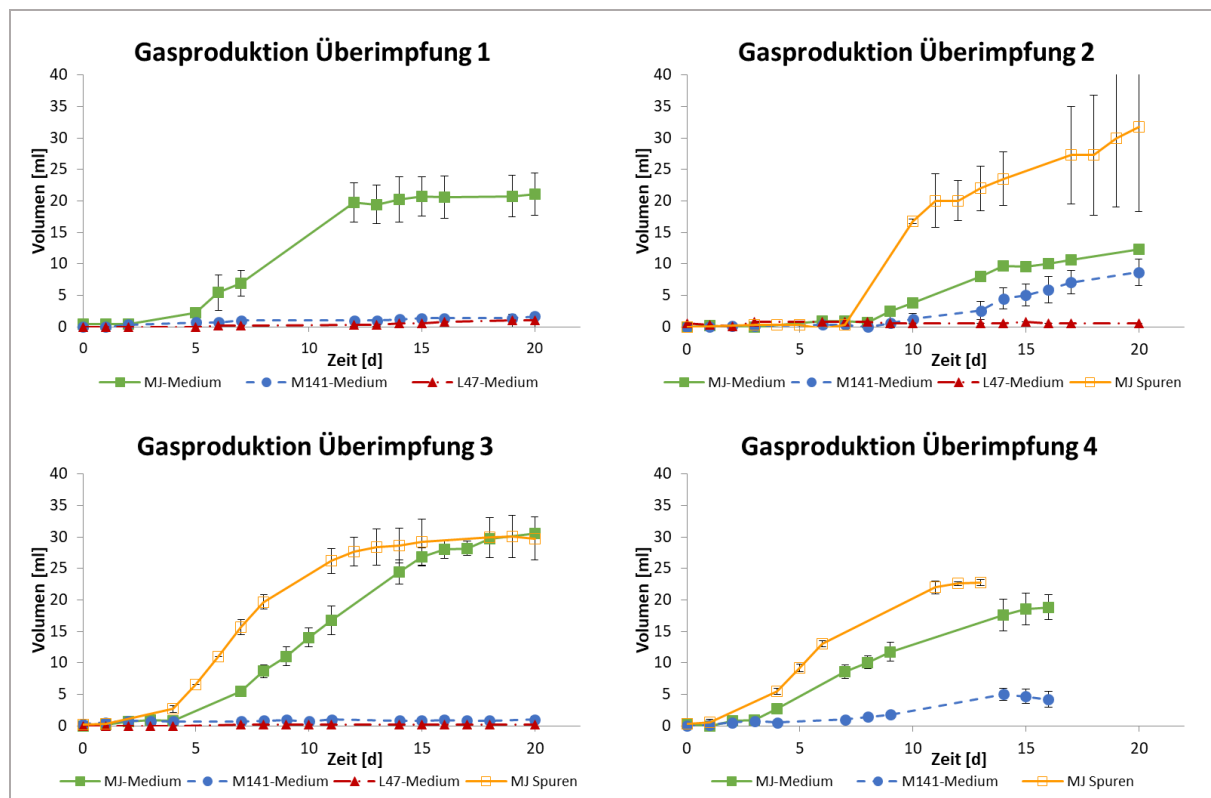 Gasproduktion Überimpfung 1
40
35
30
25
20
15
10
5
0
Volumen [ml]
0 5 10 15 20
Zeit [d]
MJ-Medium M141-Medium L47-Medium
Gasproduktion Überimpfung 2
40
35
30
25
20
15
10
5
0
Volumen [ml]
0 5 10 15 20
Zeit [d]
MJ-Medium M141-Medium L47-Medium MJ Spuren
Gasproduktion Überimpfung 3
40
35
30
25
20
15
10
5
0
Volumen [ml]
0 5 10 15 20
Zeit [d]
MJ-Medium M141-Medium L47-Medium MJ Spuren
Gasproduktion Überimpfung 4
40
35
30
25
20
15
10
5
0
Volumen [ml]
0 5 10 15 20
Zeit [d]
MJ-Medium M141-Medium MJ Spuren